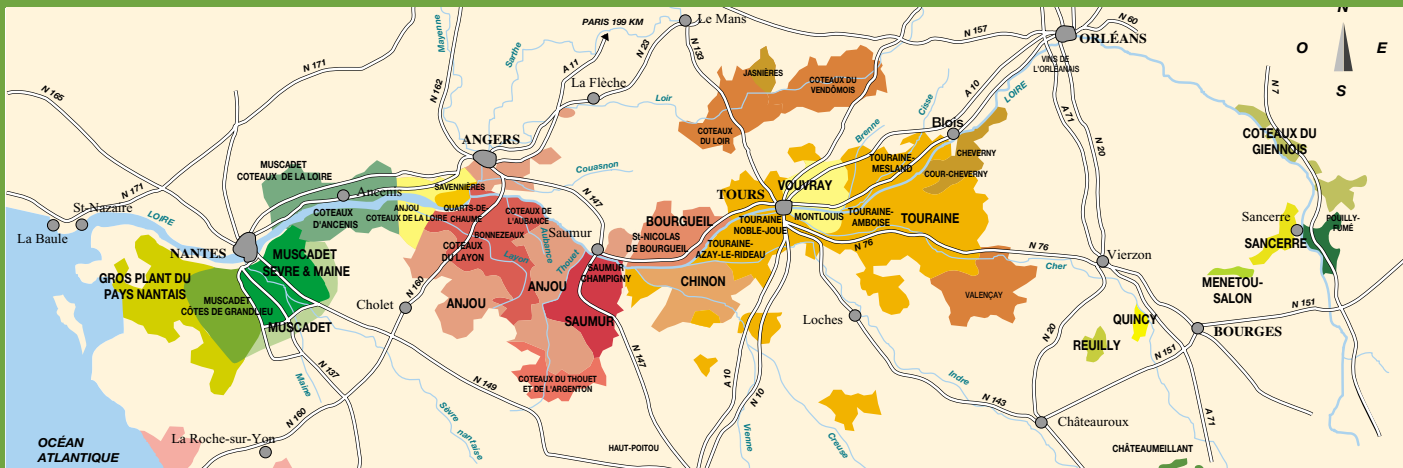 PARIS 199 KM
Le Mans
N 157
N 60
N
ORLÉANS
O
E
S
VINS DE
L'ORLÉANAIS
Mayenne
Sarthe
N 23
N 133
A 11
N 171
N 162
La Flèche
Loir
JASNIÈRES
COTEAUX DU
VENDÔMOIS
Cisse
A 10
LOIRE
A 71
N 7
N 165
COTEAUX
DU LOIR
Brenne
Blois
N 20
COTEAUX DU
GIENNOIS
ANGERS
CHEVERNY
COUR-CHEVERNY
TOURAINE-
MESLAND
MUSCADET
COTEAUX DE LA LOIRE
Couasnon
N 171
Ancenis
SAVENNIÈRES
N 147
TOURS
VOUVRAY
St-Nazaire
LOIRE
COTEAUX
D'ANCENIS
ANJOU
COTEAUX DE LA LOIRE
QUARTS-DE-
CHAUME
COTEAUX DE
L'AUBANCE
BONNEZEAUX
BOURGUEIL
St-NICOLAS
DE BOURGUEIL
TOURAINE
NOBLE-JOUÉ
MONTLOUIS
TOURAINE-
AMBOISE
TOURAINE
Sancerre
SANCERRE
POUILLY-
FUMÉ
La Baule
NANTES
Saumur
Aubance
Layon
Thouet
COTEAUX
DU LAYON
TOURAINE-
AZAY-LE-RIDEAU
N 76
N 76
Cher
Vierzon
MUSCADET
SÈVRE & MAINE
GROS PLANT DU
PAYS NANTAIS
SAUMUR
CHAMPIGNY
CHINON
MENETOU-
SALON
N 160
ANJOU
ANJOU
VALENÇAY
MUSCADET
CÔTES DE GRANDLIEU
Cholet
N 151
MUSCADET
SAUMUR
Loches
QUINCY
BOURGES
N 20
REUILLY
N 151
N 147
N 137
Maine
N 149
COTEAUX DU THOUET
ET DE L'ARGENTON
A 10
N 10
Indre
N 143
N 160
Sèvre
nantaise
Vienne
Creuse
Châteauroux
A 71
La Roche-sur-Yon
OCÉAN
ATLANTIQUE
HAUT-POITOU
CHÂTEAUMEILLANT